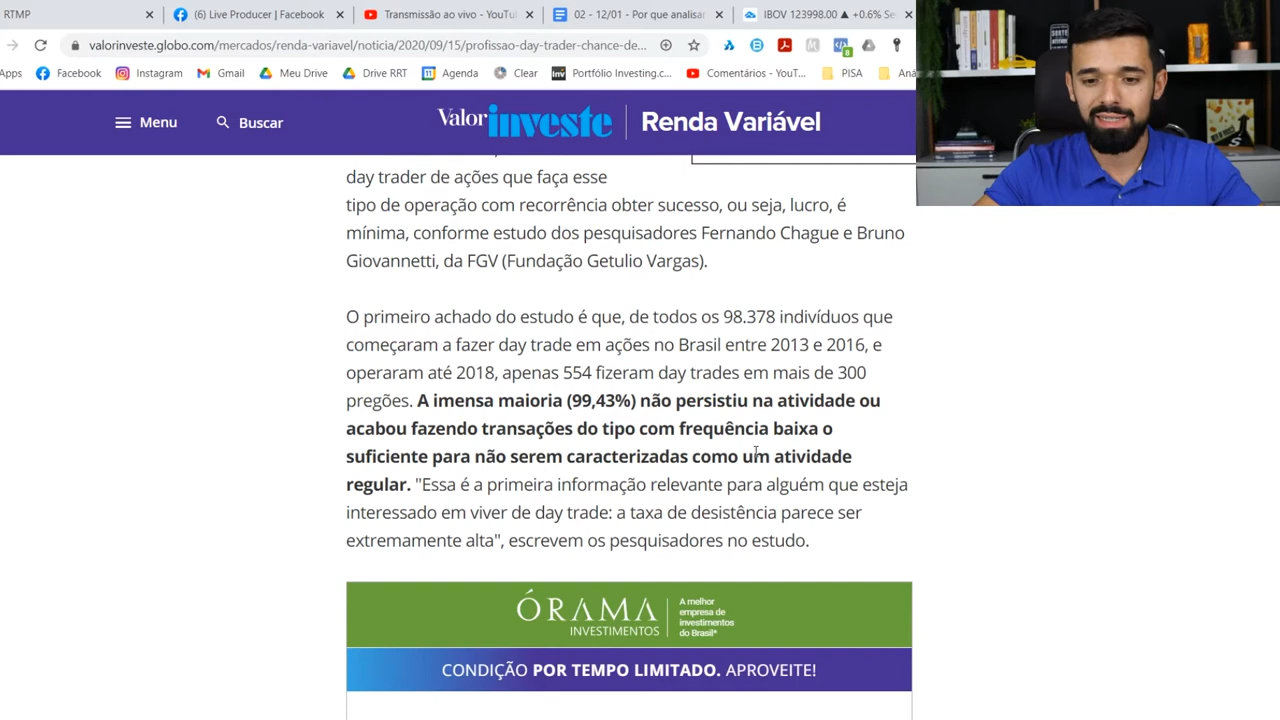 RTMP
(6) Live Producer | Facebook
Transmissão ao vivo - YouTu
02 - 12/01 - Por que analisar
IBOV 123998.00 ▲ +0.6% Se
valorinveste.globo.com/mercados/renda-variavel/noticia/2020/09/15/profissao-day-trader-chance-de...
Apps
Facebook
Instagram
Gmail
Meu Drive
Drive RRT
Agenda
Clear
Portfólio Investing.c...
Comentários - YouT...
PISA
Aná
Menu
Buscar
Valor investe
Renda Variável
day trader de ações que faça esse
tipo de operação com recorrência obter sucesso, ou seja, lucro, é
mínima, conforme estudo dos pesquisadores Fernando Chague e Bruno
Giovannetti, da FGV (Fundação Getulio Vargas).
O primeiro achado do estudo é que, de todos os 98.378 indivíduos que
começaram a fazer day trade em ações no Brasil entre 2013 e 2016, e
operaram até 2018, apenas 554 fizeram day trades em mais de 300
pregões. A imensa maioria (99,43%) não persistiu na atividade ou
acabou fazendo transações do tipo com frequência baixa o
suficiente para não serem caracterizadas como um atividade
regular. "Essa é a primeira informação relevante para alguém que esteja
interessado em viver de day trade: a taxa de desistência parece ser
extremamente alta", escrevem os pesquisadores no estudo.
ÓRAMA
INVESTIMENTOS
A melhor
empresa de
investimentos
do Brasil*
CONDIÇÃO POR TEMPO LIMITADO. APROVEITE!